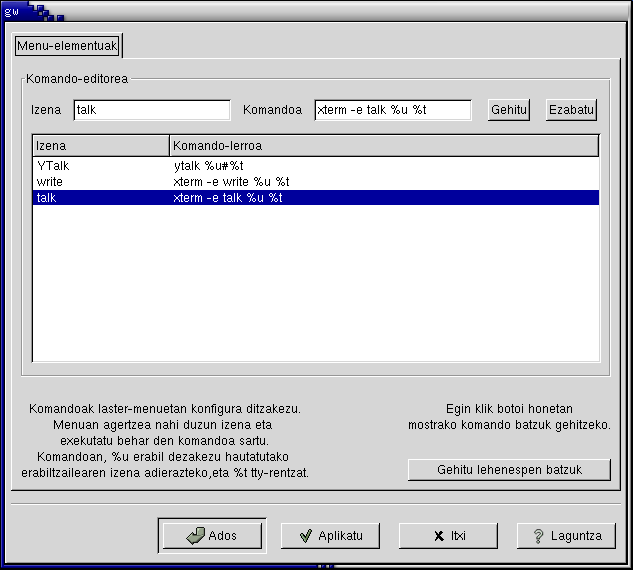 gw
Menu-elementuak
Komando-editorea
Izena talk Komandoa xterm -e talk %u %t Gehitu Ezabatu
Izena Komando-lerroa
YTalk ytalk %u#%t
write xterm -e write %u %t
talk xterm -e talk %u %t
Komandoak laster-menuetan konfigura ditzakezu.
Menuan agertzea nahi duzun izena eta
exekutatu behar den komandoa sartu.
Komandoan, %u erabil dezakezu hautatutako
erabiltzailearen izena adierazteko,eta %t tty-rentzat.
Egin klik botoi honetan
mostrako komando batzuk gehitzeko.
Gehitu lehenespen batzuk
Ados Aplikatu Itxi Laguntza